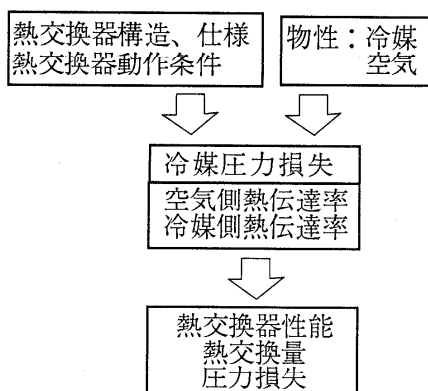 熱交換器構造、仕様
熱交換器動作条件
物性：冷媒
空気
冷媒圧力損失
空気側熱伝達率
冷媒側熱伝達率
熱交換器性能
熱交換量
圧力損失